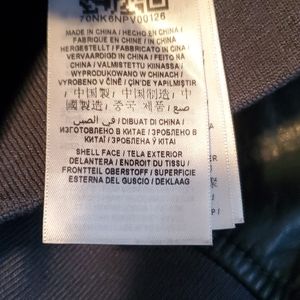 70NK6NPV00126
MADE IN CHINA / HECHO EN CHINA /
FABRIQUE EN CHINE / IN CHINA
HERGESTELLT / FABBRICATO IN CINA /
VERVAARDIGD IN CHINA / FEITO NA
CHINA / VALMISTETTU KIINASSA /
WYPRODUKOWANO W CHINACH /
VYROBENO V ČÍNĚ / ÇİN'DE YAPILMIŞTIR
/ 中国製 / 中国制造 / 中
國製造 / 중국 제품 / صنع
في الصين / DIBUAT DI CHINA /
ИЗГОТОВЛЕНО В КИТАЕ / ЗРОБЛЕНО
В КИТАЇ / ЗРОБЛЕНА Ў КІТАІ
SHELL FACE / TELA EXTERIOR
DELANTERA / ENDROIT DU TISSU /
FRONTTEIL OBERSTOFF / SUPERFICIE
ESTERNA DEL GUSCIO / DEKLAAG